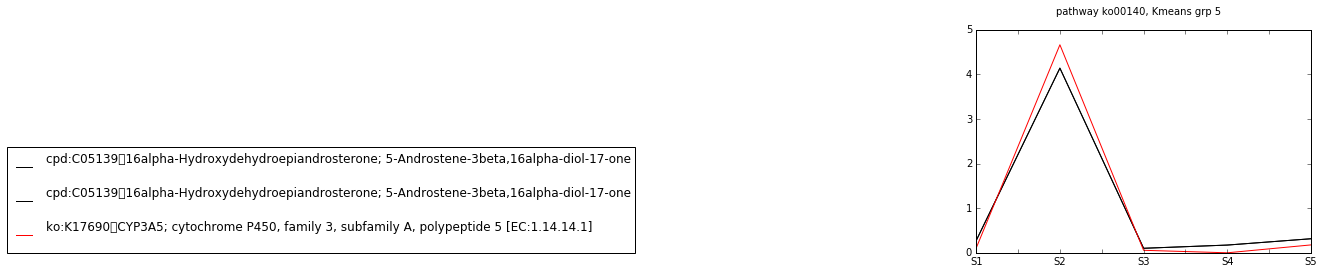 pathway ko00140, Kmeans grp 5
5
4
3
2
1
0
S1 S2 S3 S4 S5
cpd:C05139▯16alpha-Hydroxydehydroepiandrosterone; 5-Androstene-3beta,16alpha-diol-17-one
cpd:C05139▯16alpha-Hydroxydehydroepiandrosterone; 5-Androstene-3beta,16alpha-diol-17-one
ko:K17690▯CYP3A5; cytochrome P450, family 3, subfamily A, polypeptide 5 [EC:1.14.14.1]